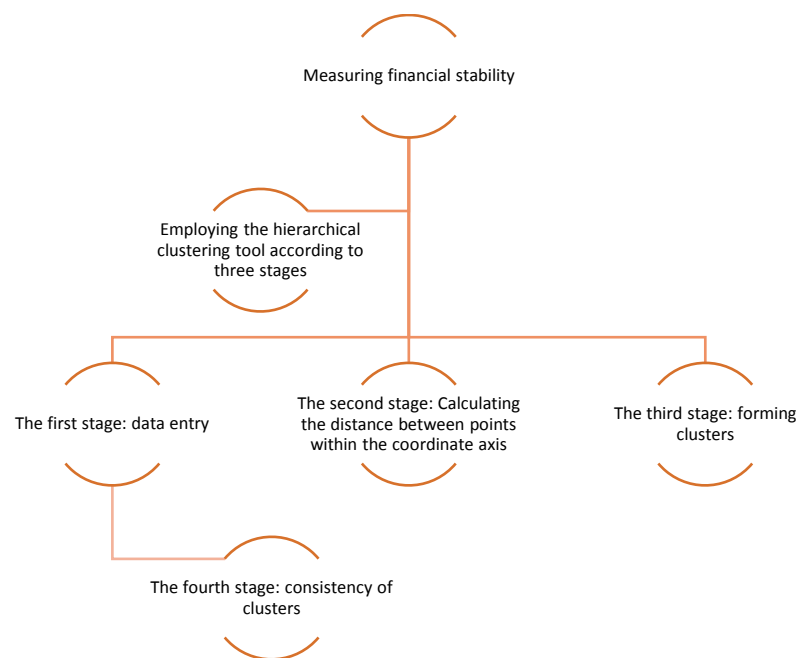 Measuring financial stability
Employing the hierarchical
clustering tool according to
three stages
The first stage: data entry
The second stage: Calculating
the distance between points
within the coordinate axis
The third stage: forming
clusters
The fourth stage: consistency of
clusters